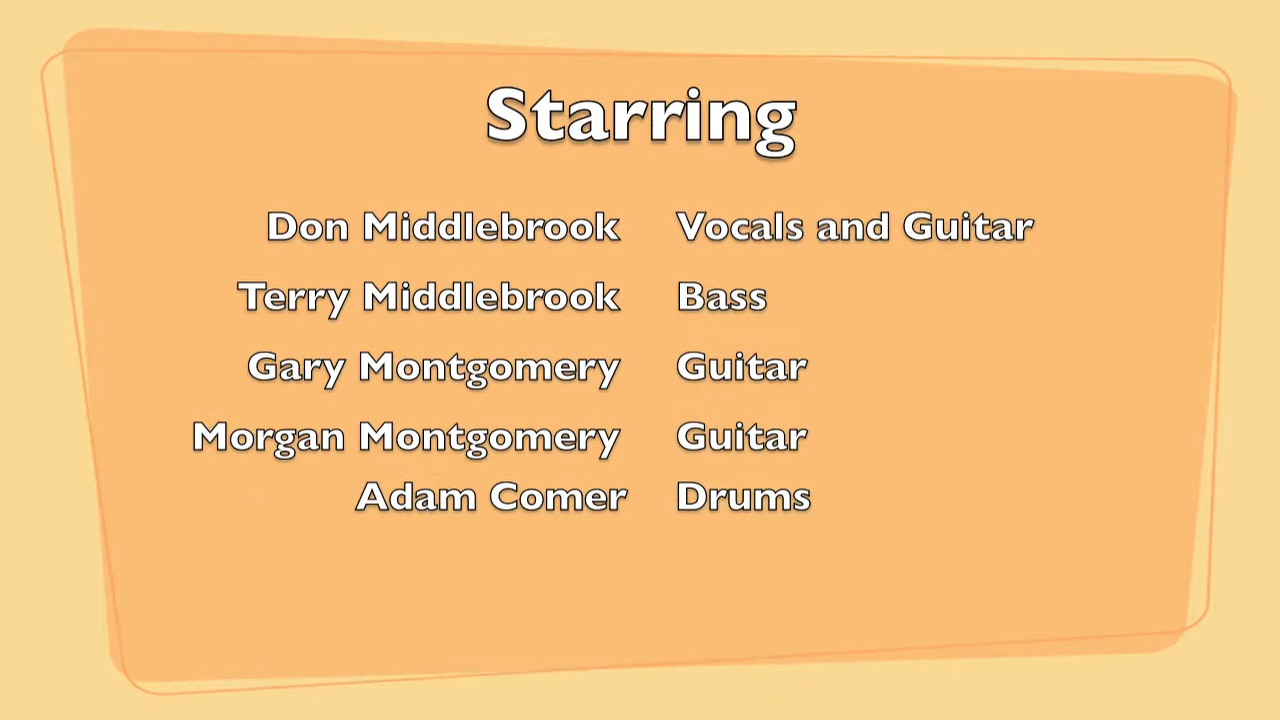 Starring
Don Middlebrook Vocals and Guitar
Terry Middlebrook Bass
Gary Montgomery Guitar
Morgan Montgomery Guitar
Adam Comer Drums